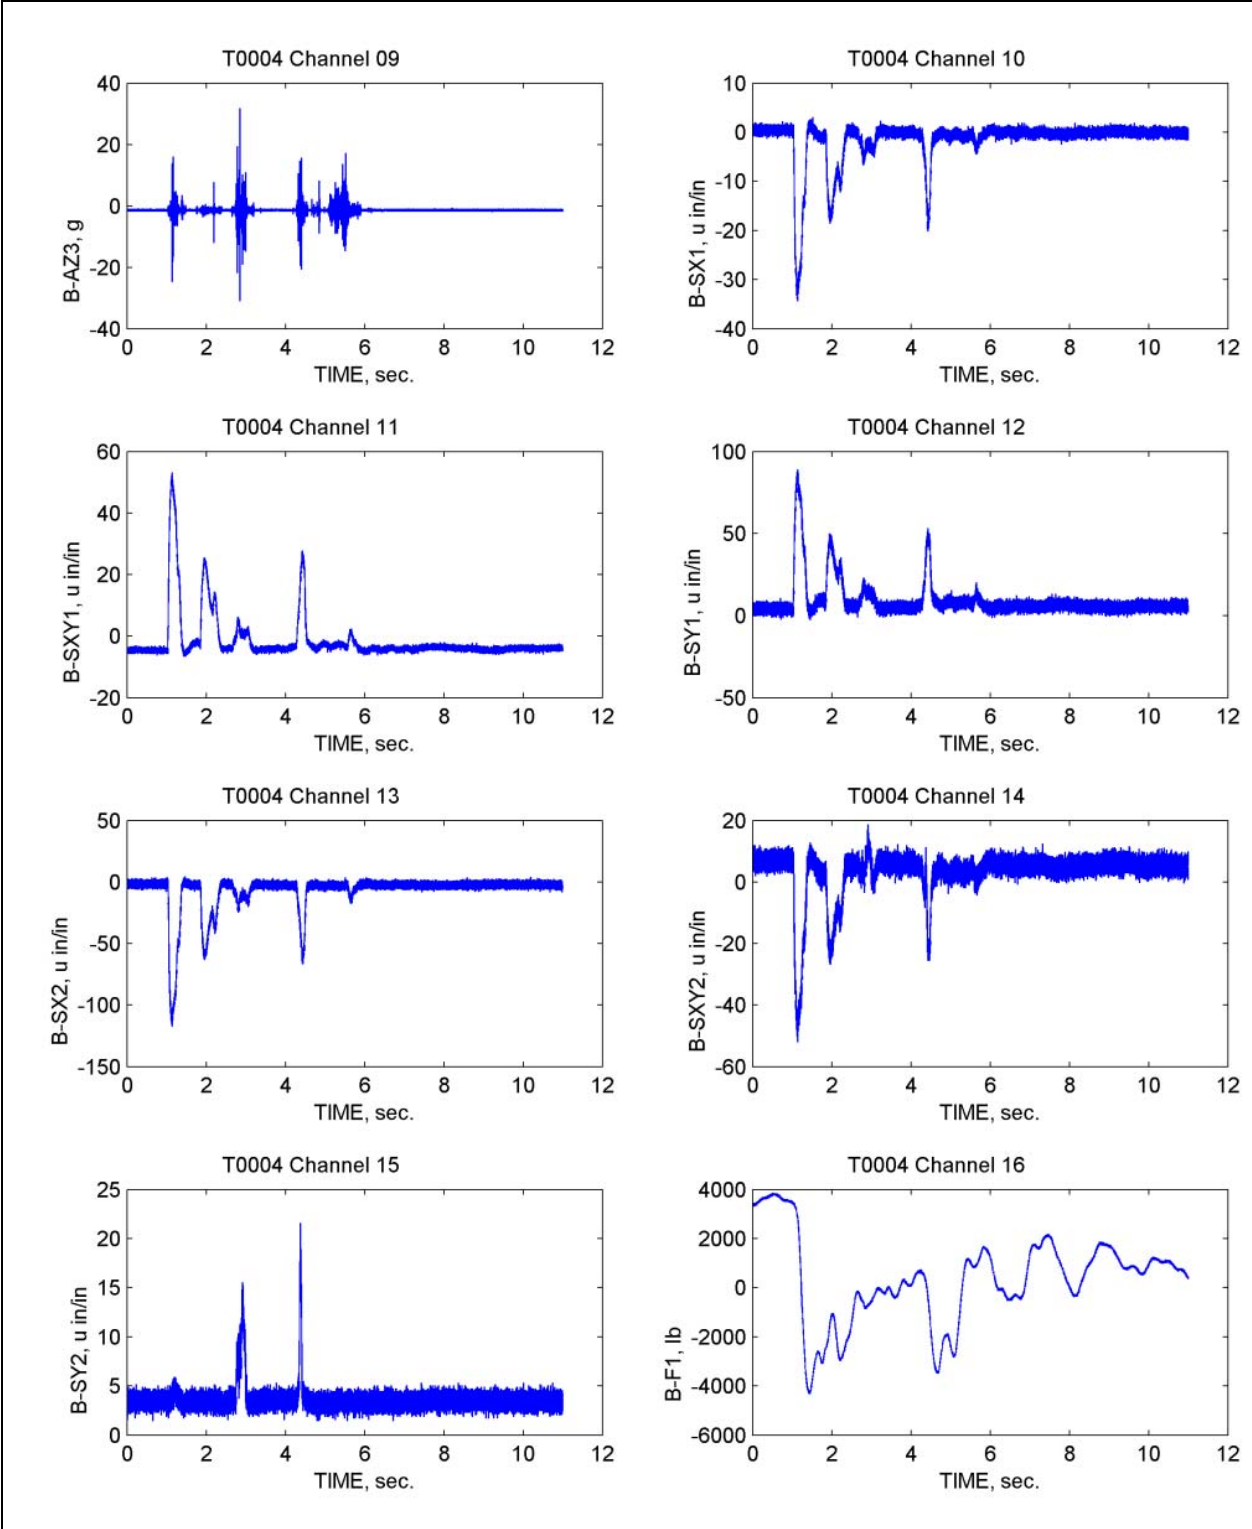 T0004 Channel 09
40
20
0
-20
-40
B-AZ3, g
0 2 4 6 8 10 12
TIME, sec.
T0004 Channel 10
10
0
-10
-20
-30
-40
B-SX1, u in/in
0 2 4 6 8 10 12
TIME, sec.
T0004 Channel 11
60
40
20
0
-20
B-SXY1, u in/in
0 2 4 6 8 10 12
TIME, sec.
T0004 Channel 12
100
50
0
-50
B-SY1, u in/in
0 2 4 6 8 10 12
TIME, sec.
T0004 Channel 13
50
0
-50
-100
-150
B-SX2, u in/in
0 2 4 6 8 10 12
TIME, sec.
T0004 Channel 14
20
0
-20
-40
-60
B-SXY2, u in/in
0 2 4 6 8 10 12
TIME, sec.
T0004 Channel 15
25
20
15
10
5
0
B-SY2, u in/in
0 2 4 6 8 10 12
TIME, sec.
T0004 Channel 16
4000
2000
0
-2000
-4000
-6000
B-F1, lb
0 2 4 6 8 10 12
TIME, sec.